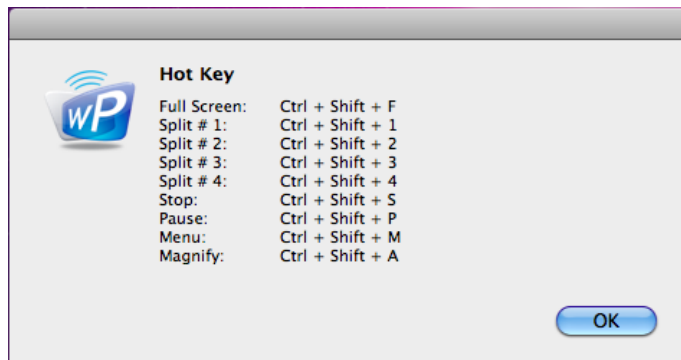 wP
Hot Key
Full Screen: Ctrl + Shift + F
Split # 1: Ctrl + Shift + 1
Split # 2: Ctrl + Shift + 2
Split # 3: Ctrl + Shift + 3
Split # 4: Ctrl + Shift + 4
Stop: Ctrl + Shift + S
Pause: Ctrl + Shift + P
Menu: Ctrl + Shift + M
Magnify: Ctrl + Shift + A
OK